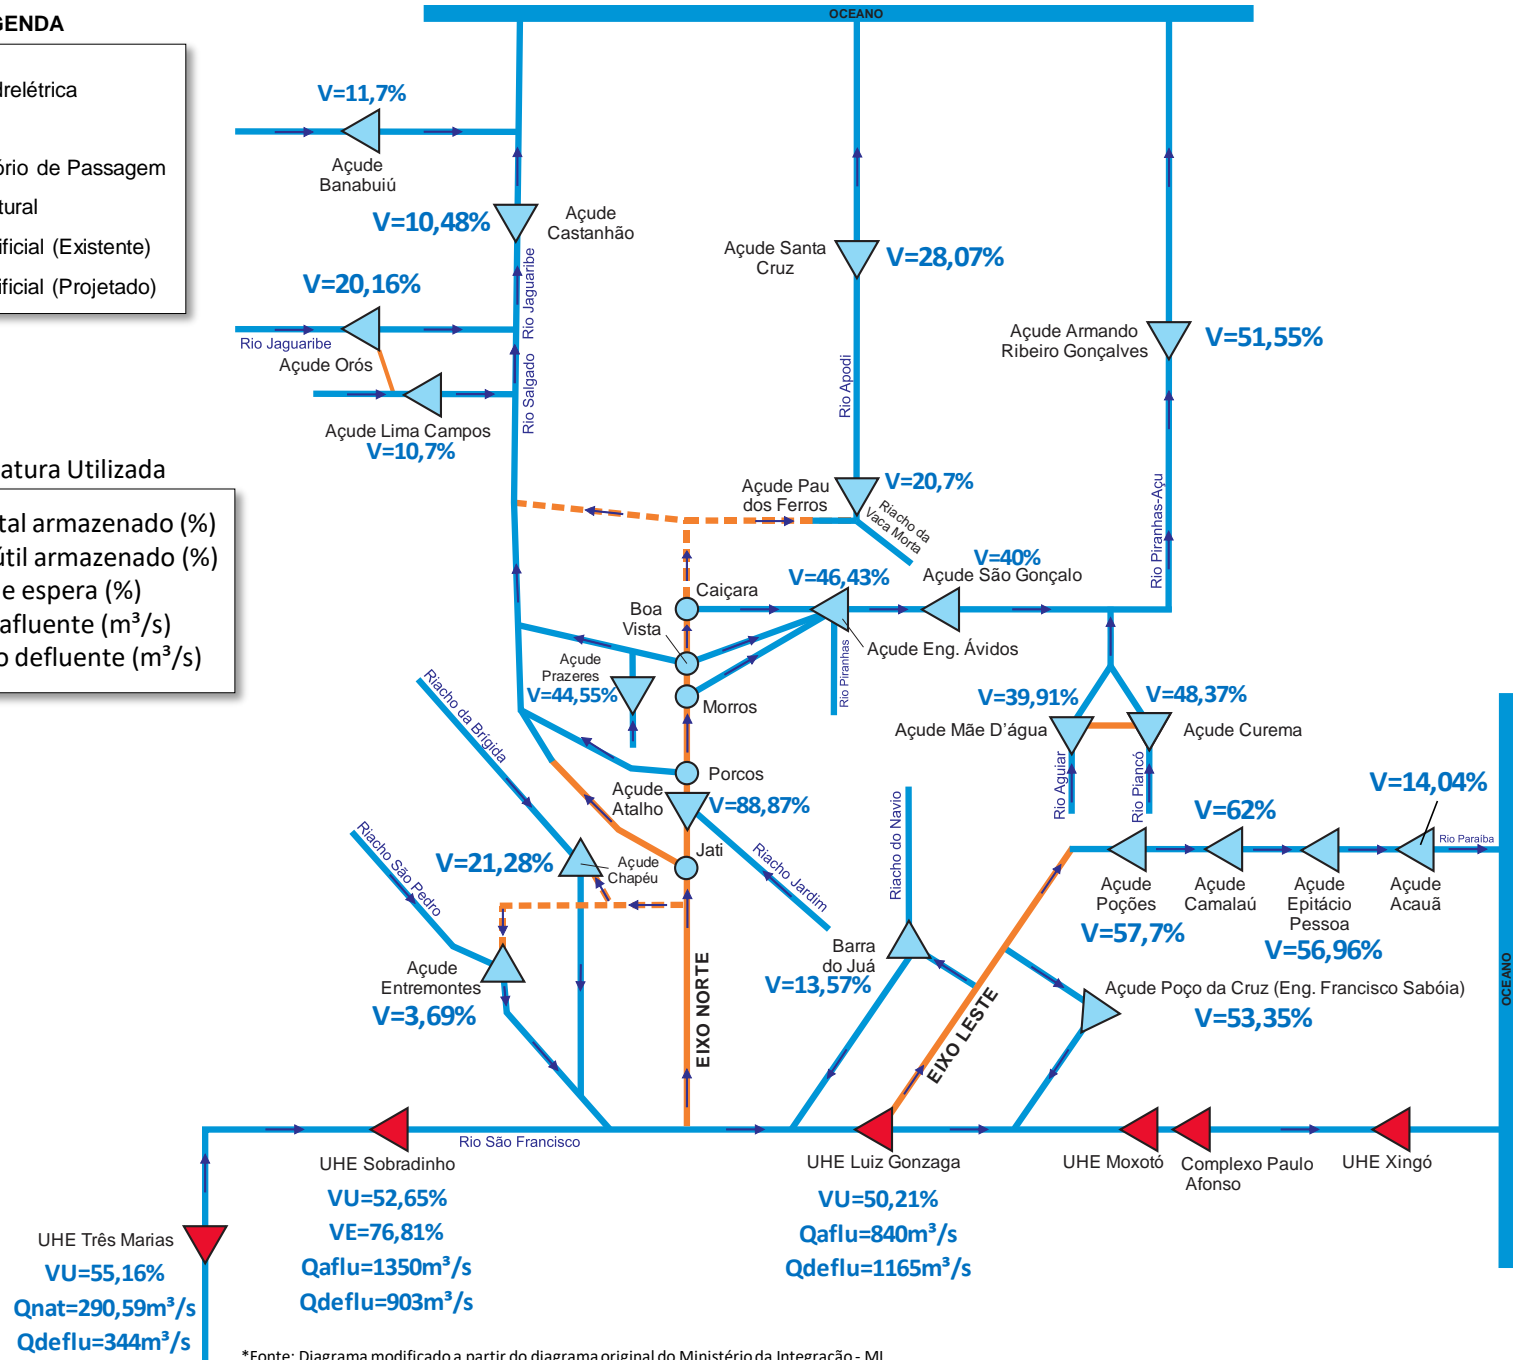 OCEANO
GENDA
drelétrica
ório de Passagem
tural
ificial (Existente)
ificial (Projetado)
V=11,7%
Açude
Banabuiú
V=10,48%
Açude
Castanhão
Açude Santa
Cruz
V=28,07%
V=20,16%
Rio Jaguaribe
Rio Jaguaribe
Açude Orós
Açude Armando
Ribeiro Gonçalves
V=51,55%
Rio Salgado
Rio Apodi
Açude Lima Campos
V=10,7%
atura Utilizada
tal armazenado (%)
útil armazenado (%)
e espera (%)
afluente (m³/s)
o defluente (m³/s)
Açude Pau
dos Ferros
V=20,7%
Riacho da
Vaca Morta
Rio Piranhas-Açu
V=40%
Açude São Gonçalo
V=46,43%
Caiçara
Boa
Vista
Açude Eng. Ávidos
Rio Piranhas
Açude
Prazeres
V=44,55%
Morros
Riacho da Brígida
V=39,91%
V=48,37%
Açude Mãe D'água
Açude Curema
Rio Aguiar
Rio Piancó
Porcos
Açude
Atalho
V=88,87%
V=14,04%
V=62%
Rio Paraíba
Riacho São Pedro
V=21,28%
Açude
Chapéu
Jati
Riacho Jardim
Riacho do Navio
Açude
Poções
V=57,7%
Açude
Camalaú
Açude
Epitácio
Pessoa
V=56,96%
Açude
Acauã
Açude
Entremontes
V=3,69%
EIXO NORTE
Barra
do Juá
V=13,57%
EIXO LESTE
Açude Poço da Cruz (Eng. Francisco Sabóia)
V=53,35%
OCEANO
Rio São Francisco
UHE Sobradinho
VU=52,65%
VE=76,81%
Qaflu=1350m³/s
Qdeflu=903m³/s
UHE Luiz Gonzaga
VU=50,21%
Qaflu=840m³/s
Qdeflu=1165m³/s
UHE Moxotó
Complexo Paulo
Afonso
UHE Xingó
UHE Três Marias
VU=55,16%
Qnat=290,59m³/s
Qdeflu=344m³/s
*Fonte: Diagrama modificado a partir do diagrama original do Ministério da Integração - MI